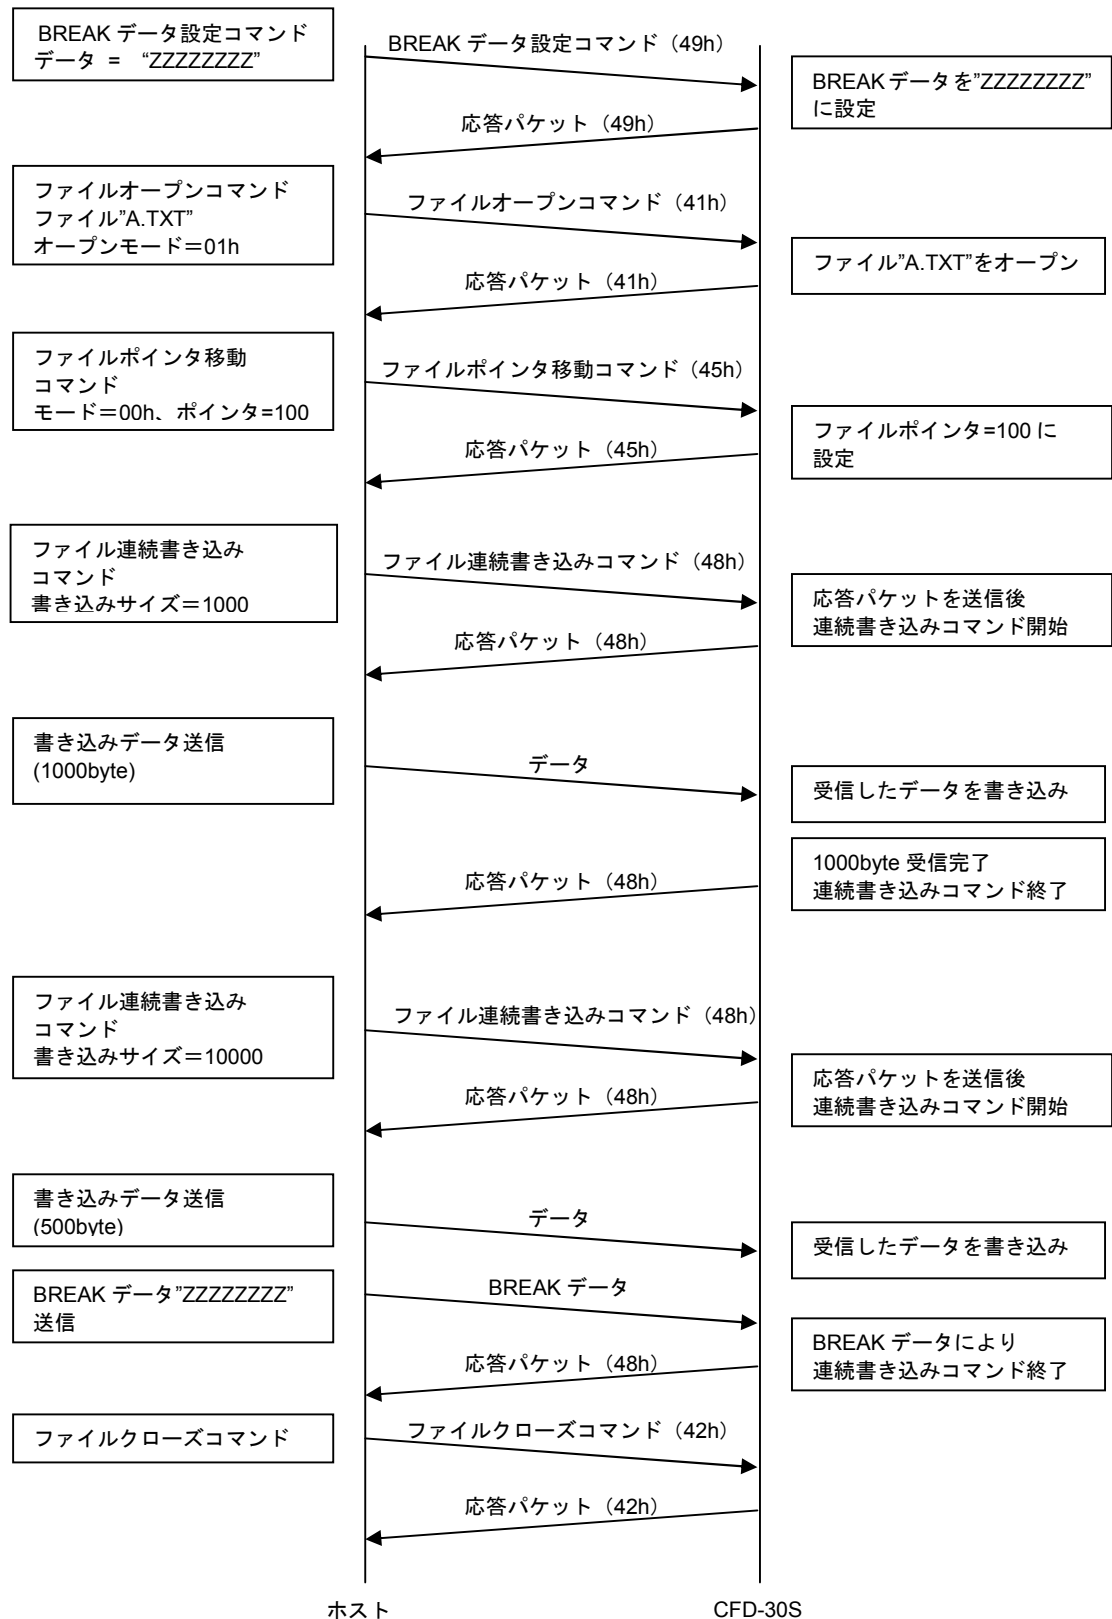 BREAK データ設定コマンド
データ = “ZZZZZZZZ”
BREAK データ設定コマンド（49h）
BREAKデータを”ZZZZZZZZ”
に設定
応答パケット（49h）
ファイルオープンコマンド
ファイル”A.TXT”
オープンモード＝01h
ファイルオープンコマンド（41h）
ファイル”A.TXT”をオープン
応答パケット（41h）
ファイルポインタ移動
コマンド
モード＝00h、ポインタ=100
ファイルポインタ移動コマンド（45h）
ファイルポインタ=100 に
設定
応答パケット（45h）
ファイル連続書き込み
コマンド
書き込みサイズ＝1000
ファイル連続書き込みコマンド（48h）
応答パケットを送信後
連続書き込みコマンド開始
応答パケット（48h）
書き込みデータ送信
(1000byte)
データ
受信したデータを書き込み
1000byte 受信完了
連続書き込みコマンド終了
応答パケット（48h）
ファイル連続書き込み
コマンド
書き込みサイズ＝10000
ファイル連続書き込みコマンド（48h）
応答パケットを送信後
連続書き込みコマンド開始
応答パケット（48h）
書き込みデータ送信
(500byte)
データ
受信したデータを書き込み
BREAK データ”ZZZZZZZZ”
送信
BREAK データ
BREAK データにより
連続書き込みコマンド終了
応答パケット（48h）
ファイルクローズコマンド
ファイルクローズコマンド（42h）
応答パケット（42h）
ホスト
CFD-30S